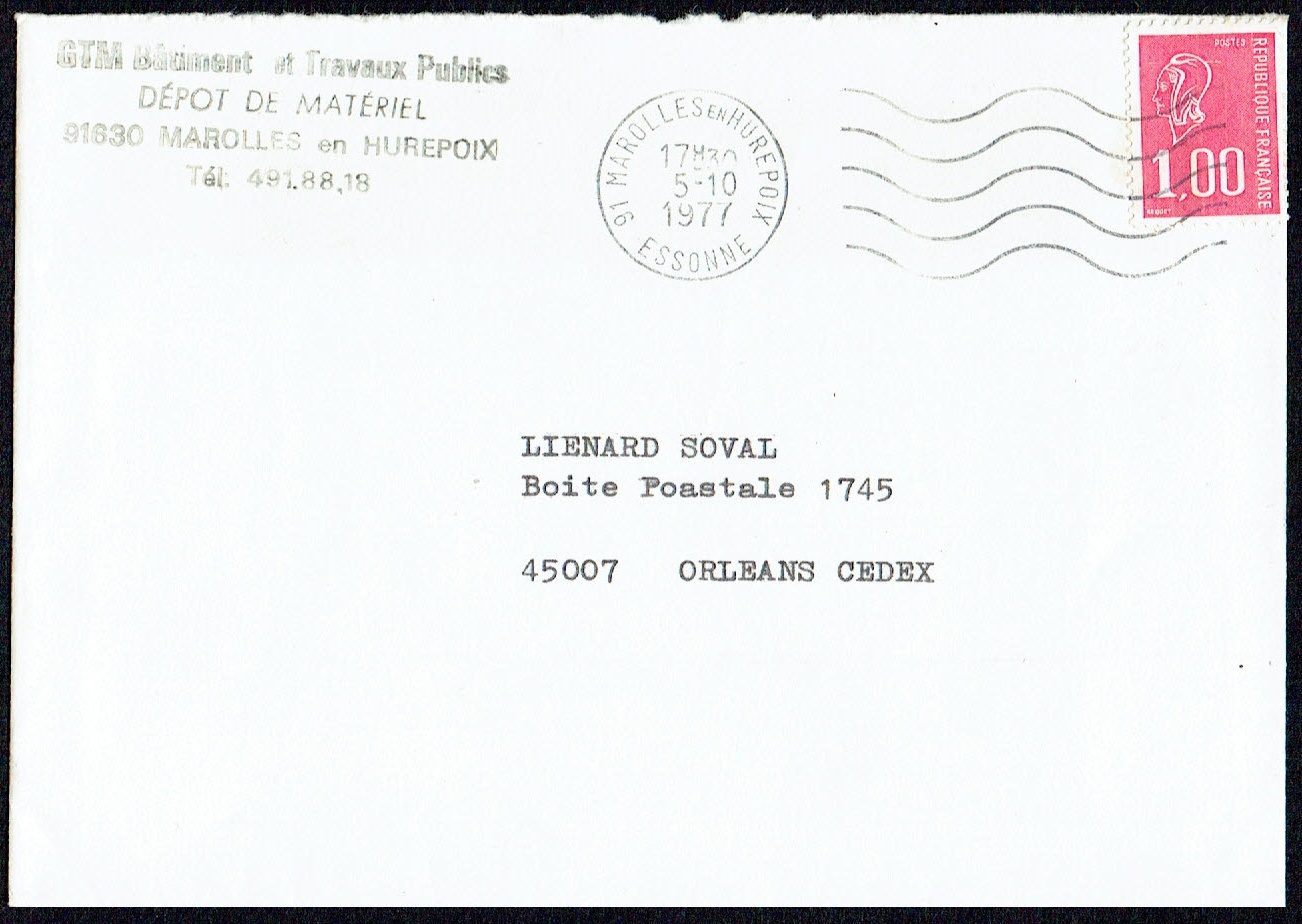 GTM Bâtiment et Travaux Publics
DÉPOT DE MATÉRIEL
91630 MAROLLES en HUREPOIX
Tél: 491.88,18
91 MAROLLES EN HUREPOIX
17H30
5-10
1977
ESSONNE
POSTES
REPUBLIQUE FRANÇAISE
1,00
BEQUET
LIENARD SOVAL
Boite Poastale 1745
45007 ORLEANS CEDEX